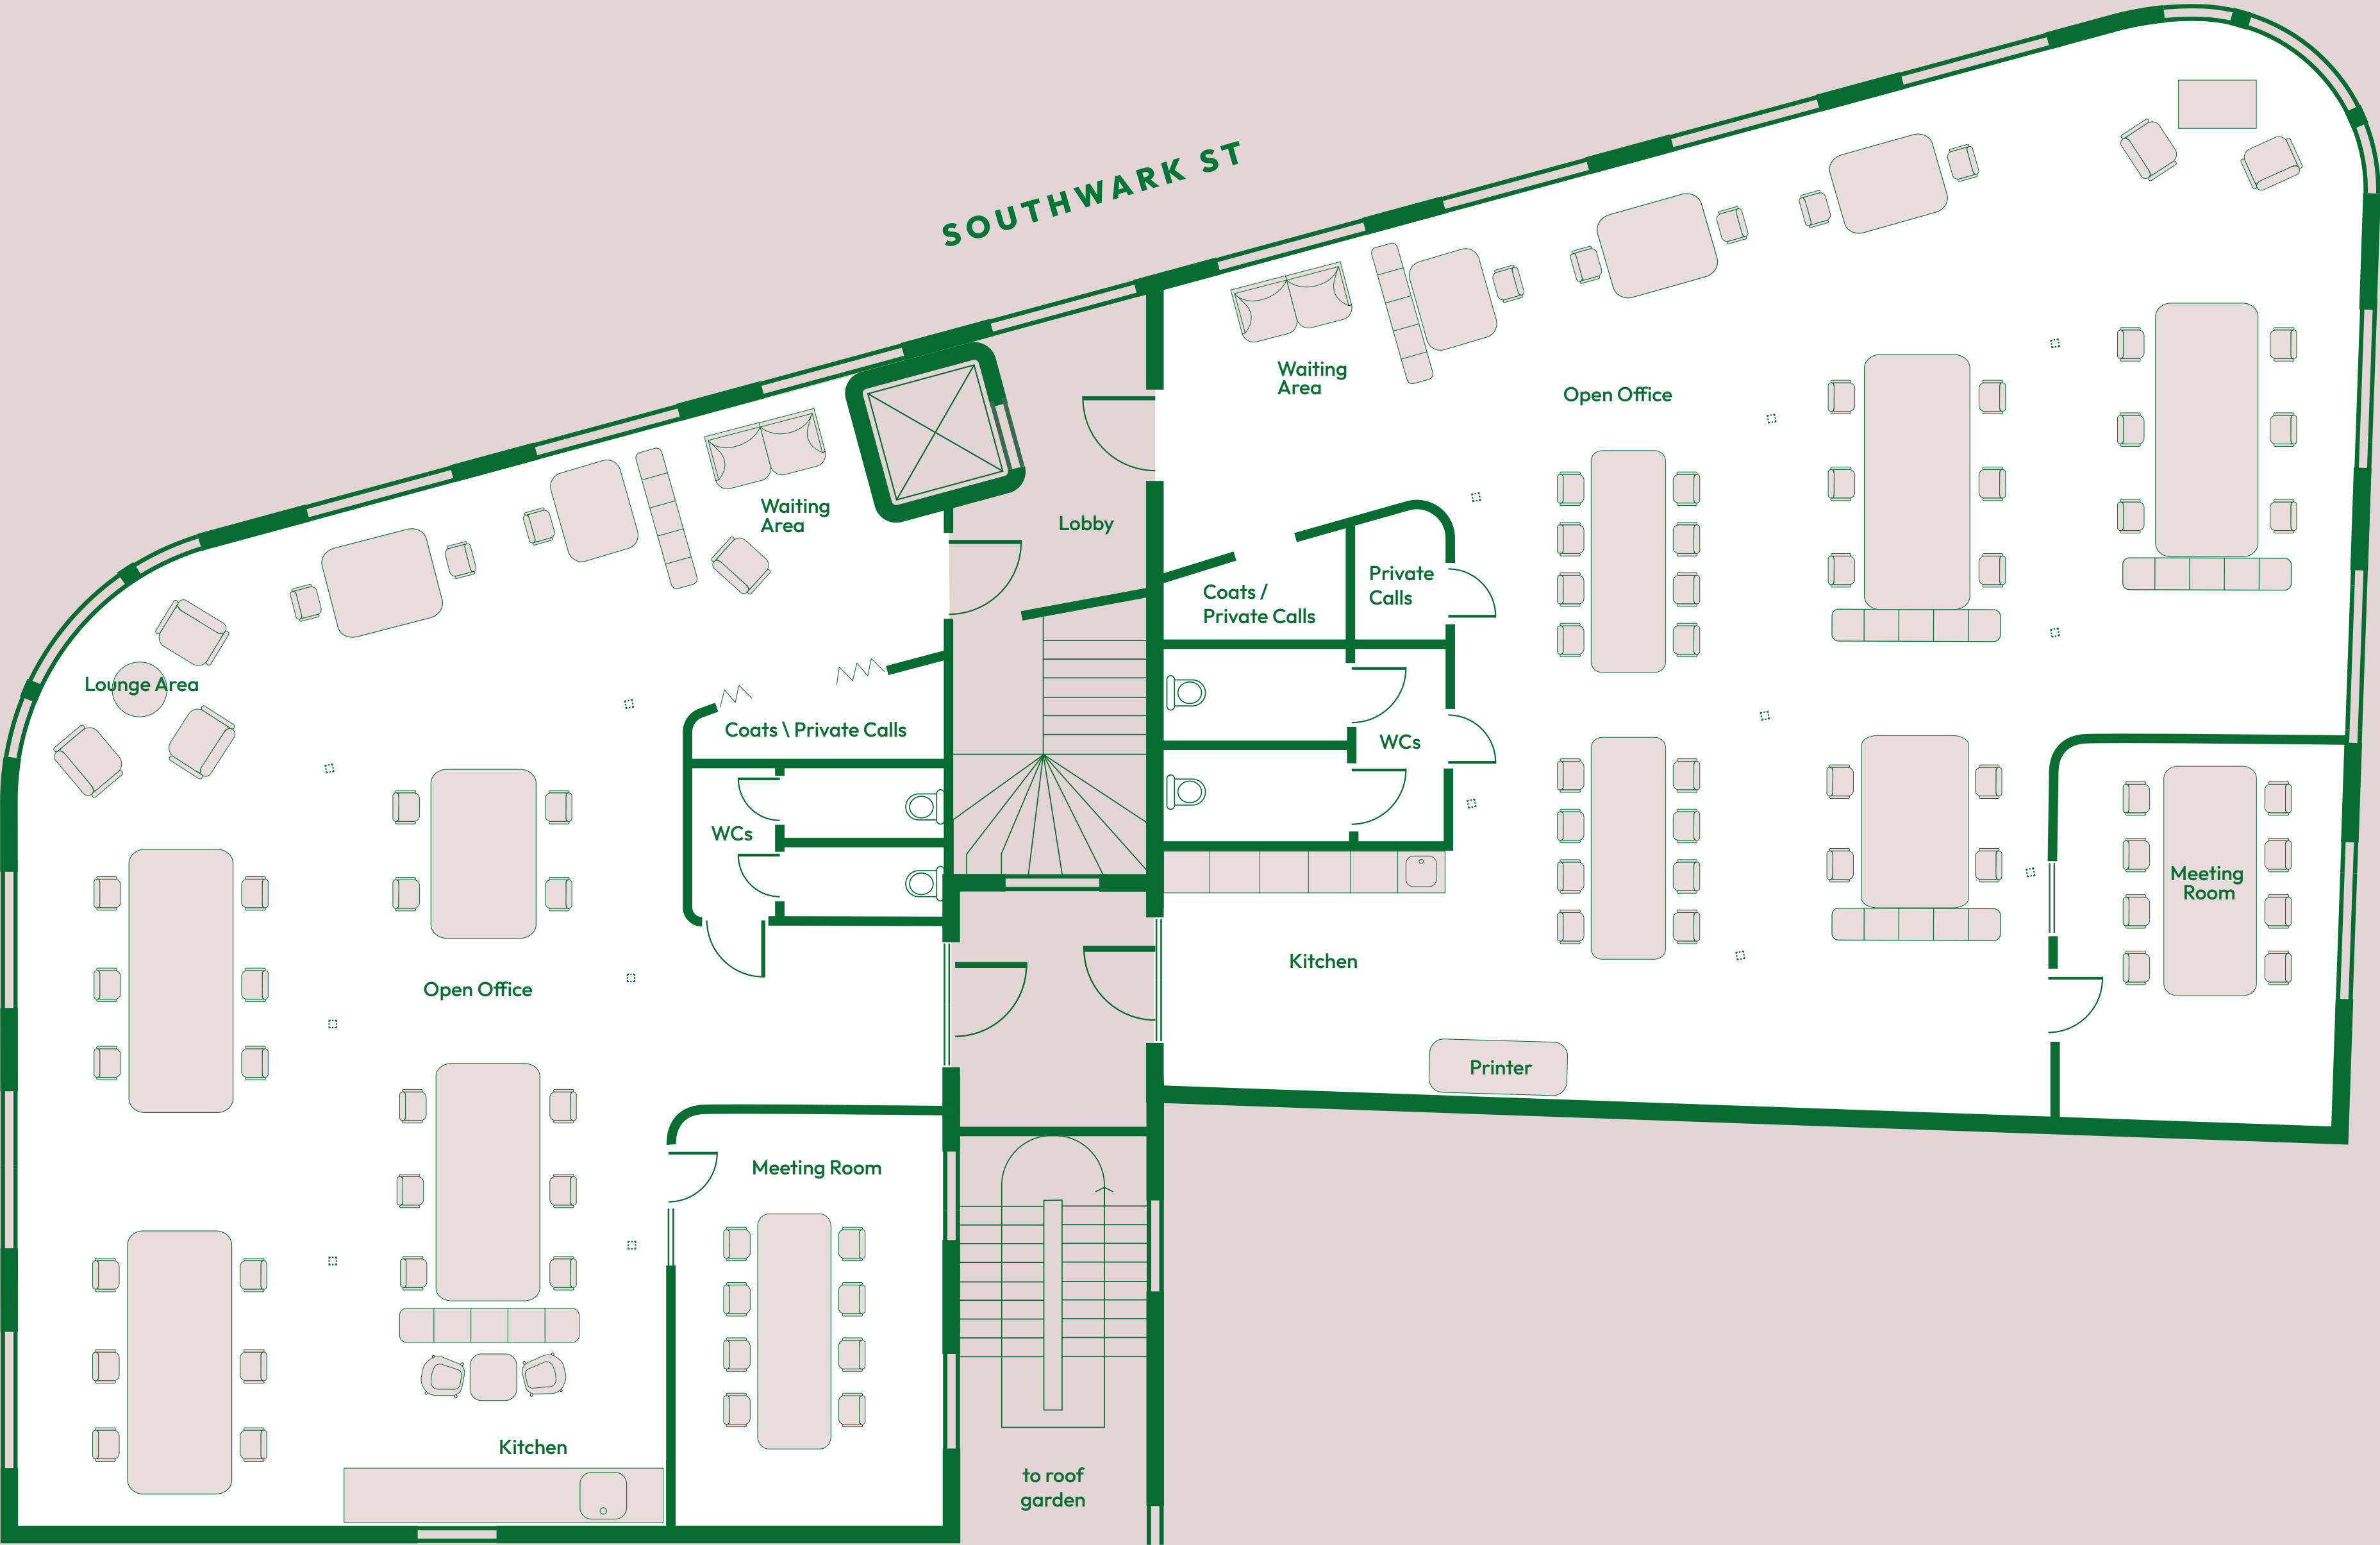 SOUTHWARK ST
Waiting
Area
Open Office
Waiting
Area
Lobby
Private
Calls
Coats /
Private Calls
Lounge Area
Coats \ Private Calls
WCs
WCs
Meeting
Room
Kitchen
Open Office
Printer
Meeting Room
Kitchen
to roof
garden